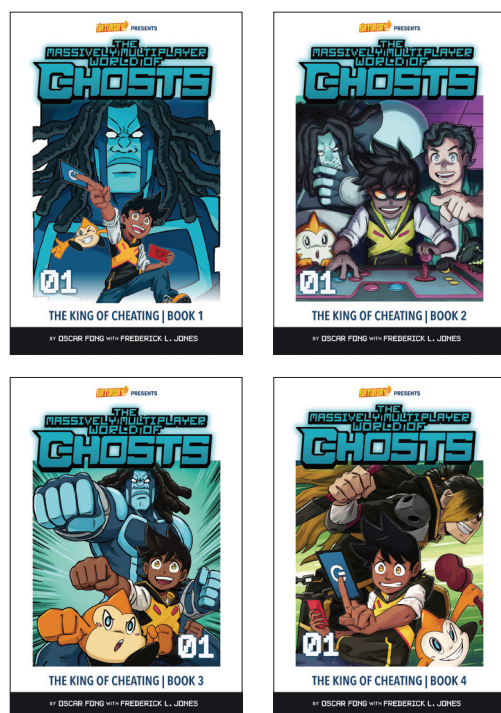 SATURDAY PRESENTS
THE
MASSIVELY MULTIPLAYER
WORLD OF
GHOSTS
01
THE KING OF CHEATING | BOOK 1
BY OSCAR FONG WITH FREDERICK L. JONES
SATURDAY PRESENTS
THE
MASSIVELY MULTIPLAYER
WORLD OF
GHOSTS
01
THE KING OF CHEATING | BOOK 2
BY OSCAR FONG WITH FREDERICK L. JONES
SATURDAY PRESENTS
THE
MASSIVELY MULTIPLAYER
WORLD OF
GHOSTS
01
THE KING OF CHEATING | BOOK 3
BY OSCAR FONG WITH FREDERICK L. JONES
SATURDAY PRESENTS
THE
MASSIVELY MULTIPLAYER
WORLD OF
GHOSTS
01
THE KING OF CHEATING | BOOK 4
BY OSCAR FONG WITH FREDERICK L. JONES